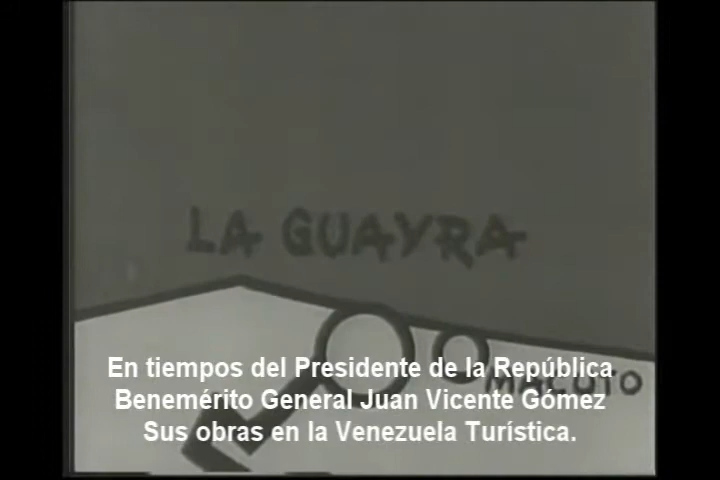 LA GUAYRA
MACUTO
En tiempos del Presidente de la República
Benemérito General Juan Vicente Gómez
Sus obras en la Venezuela Turística.